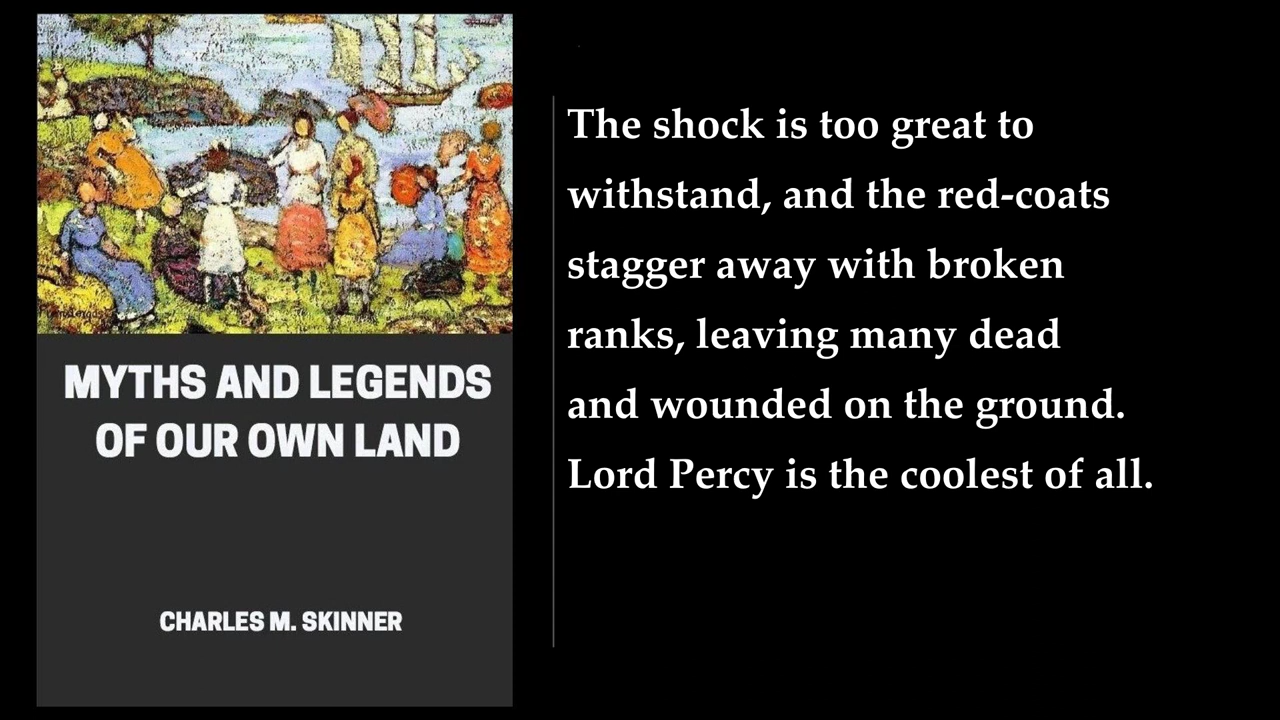 MYTHS AND LEGENDS
OF OUR OWN LAND
CHARLES M. SKINNER
The shock is too great to
withstand, and the red-coats
stagger away with broken
ranks, leaving many dead
and wounded on the ground.
Lord Percy is the coolest of all.